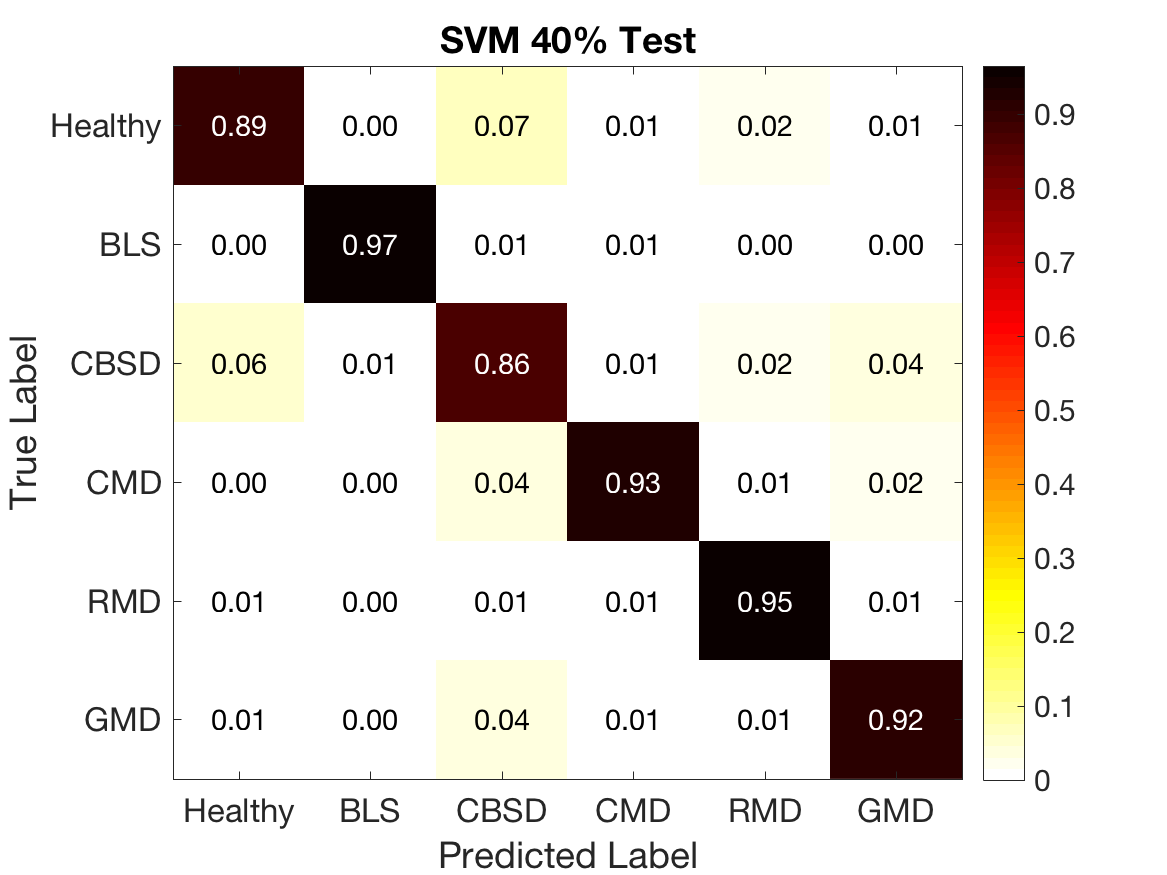 SVM 40% Test
Healthy 0.89 0.00 0.07 0.01 0.02 0.01
BLS 0.00 0.97 0.01 0.01 0.00 0.00
CBSD 0.06 0.01 0.86 0.01 0.02 0.04
CMD 0.00 0.00 0.04 0.93 0.01 0.02
RMD 0.01 0.00 0.01 0.01 0.95 0.01
GMD 0.01 0.00 0.04 0.01 0.01 0.92
Healthy BLS CBSD CMD RMD GMD
Predicted Label
True Label
0.9
0.8
0.7
0.6
0.5
0.4
0.3
0.2
0.1
0